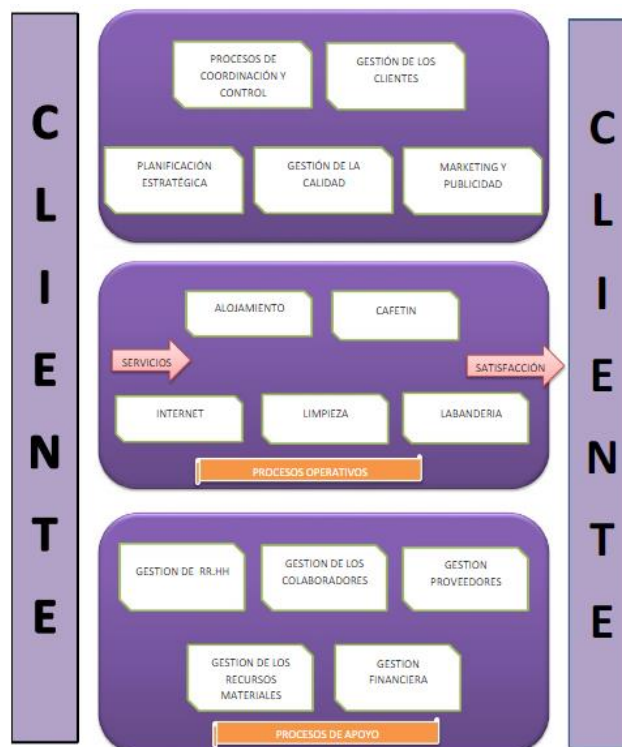 CLIENTE
PROCESOS DE
COORDINACIÓN Y
CONTROL
GESTIÓN DE LOS
CLIENTES
PLANIFICACIÓN
ESTRATÉGICA
GESTIÓN DE LA
CALIDAD
MARKETING Y
PUBLICIDAD
ALOJAMIENTO
CAFETIN
SERVICIOS
SATISFACCIÓN
INTERNET
LIMPIEZA
LABANDERIA
PROCESOS OPERATIVOS
GESTION DE RR.HH
GESTION DE LOS
COLABORADORES
GESTION
PROVEEDORES
GESTION DE LOS
RECURSOS
MATERIALES
GESTION
FINANCIERA
PROCESOS DE APOYO
CLIENTE